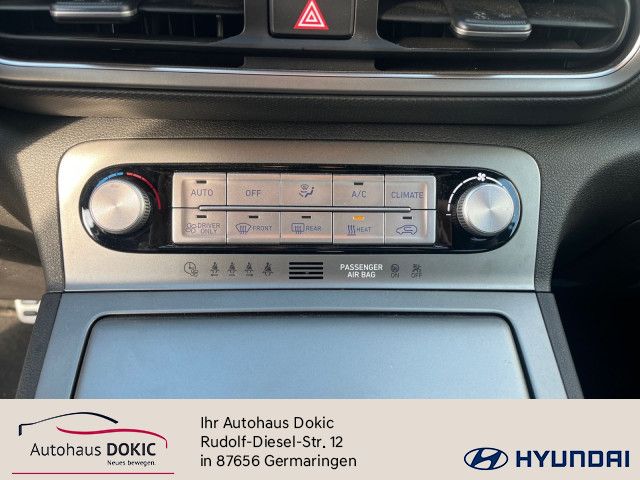 AUTO OFF A/C CLIMATE
DRIVER ONLY FRONT REAR HEAT
PASSENGER
AIR BAG
ON OFF
Autohaus DOKIC
Neues bewegen.
Ihr Autohaus Dokic
Rudolf-Diesel-Str. 12
in 87656 Germaringen
HYUNDAI